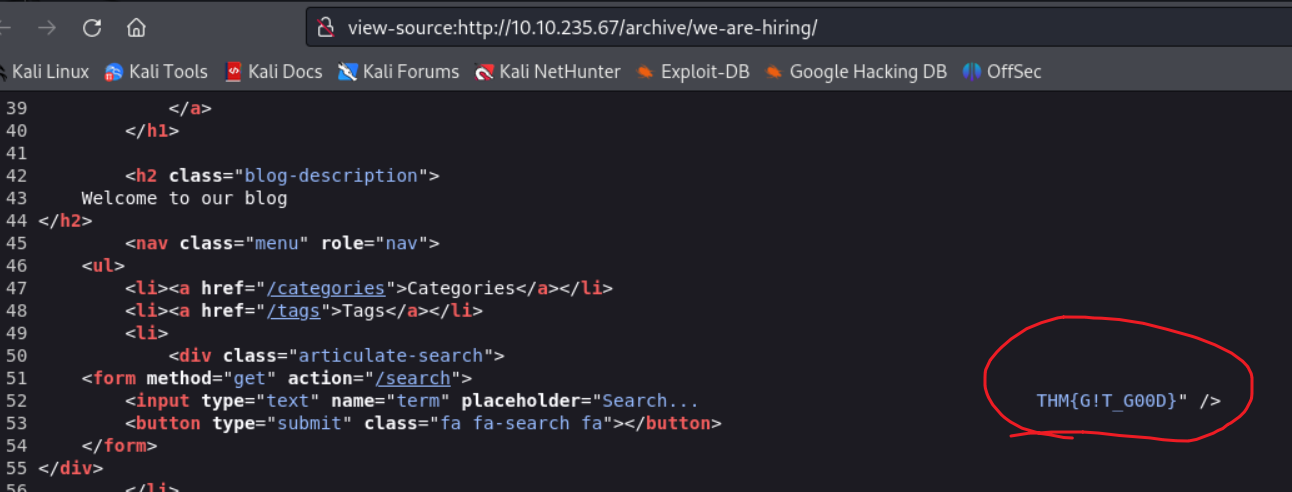 view-source:http://10.10.235.67/archive/we-are-hiring/
Kali Linux Kali Tools Kali Docs Kali Forums Kali NetHunter Exploit-DB Google Hacking DB OffSec
39 </a>
40 </h1>
41
42 <h2 class="blog-description">
43 Welcome to our blog
44 </h2>
45 <nav class="menu" role="nav">
46 <ul>
47 <li><a href="/categories">Categories</a></li>
48 <li><a href="/tags">Tags</a></li>
49 <li>
50 <div class="articulate-search">
51 <form method="get" action="/search">
52 <input type="text" name="term" placeholder="Search... THM{G!T_G00D}" />
53 <button type="submit" class="fa fa-search fa"></button>
54 </form>
55 </div>
56 </li>